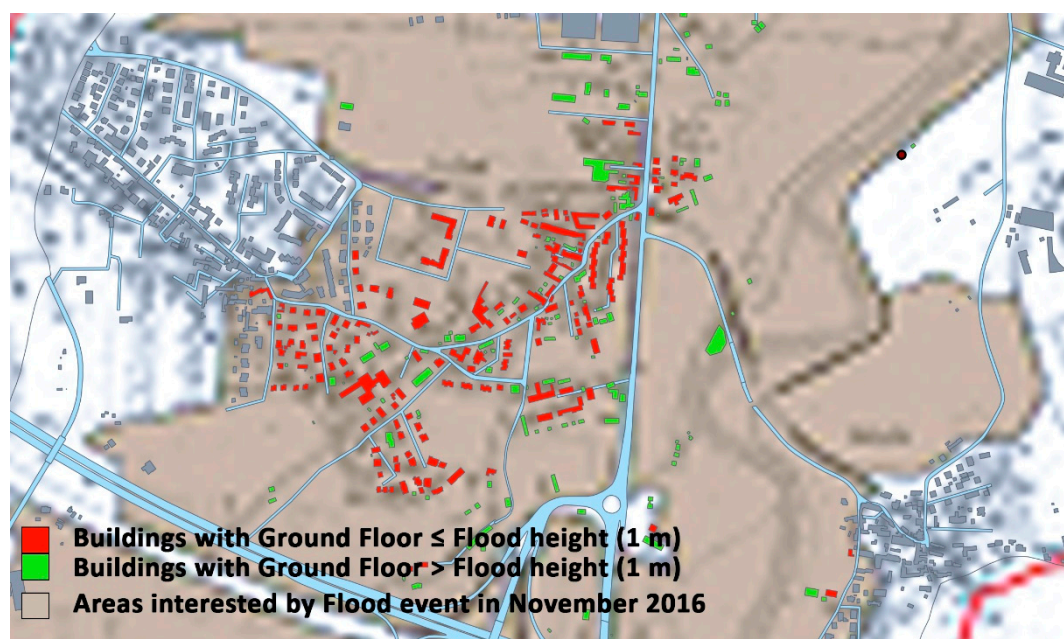 Buildings with Ground Floor ≤ Flood height (1 m)
Buildings with Ground Floor > Flood height (1 m)
Areas interested by Flood event in November 2016